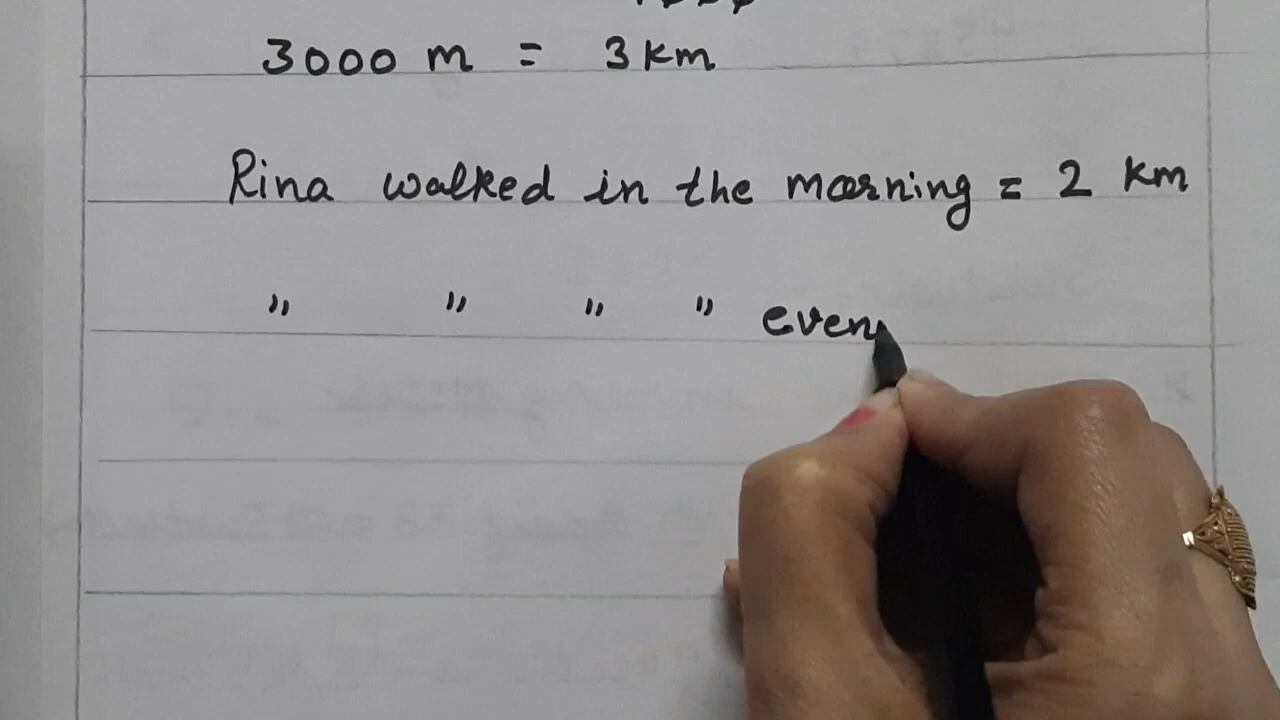 3000 m = 3 km
Rina walked in the morning = 2 km
" " " " even